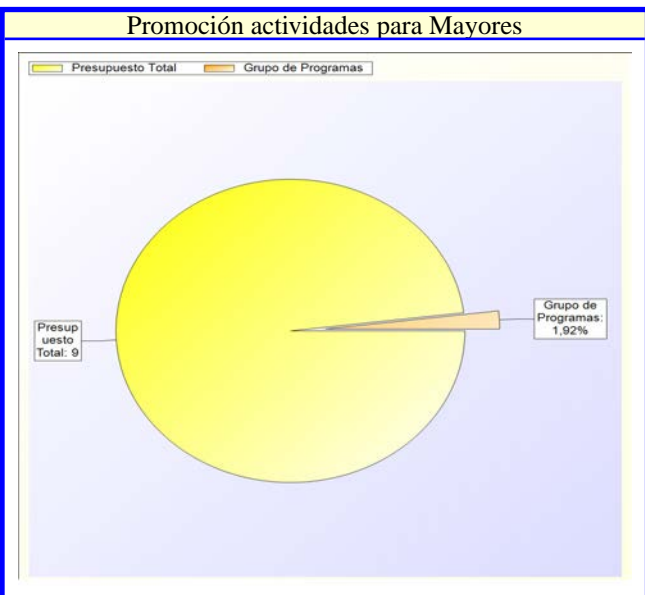 Promoción actividades para Mayores
Presupuesto Total Grupo de Programas
Presup
uesto
Total: 9
Grupo de
Programas:
1,92%